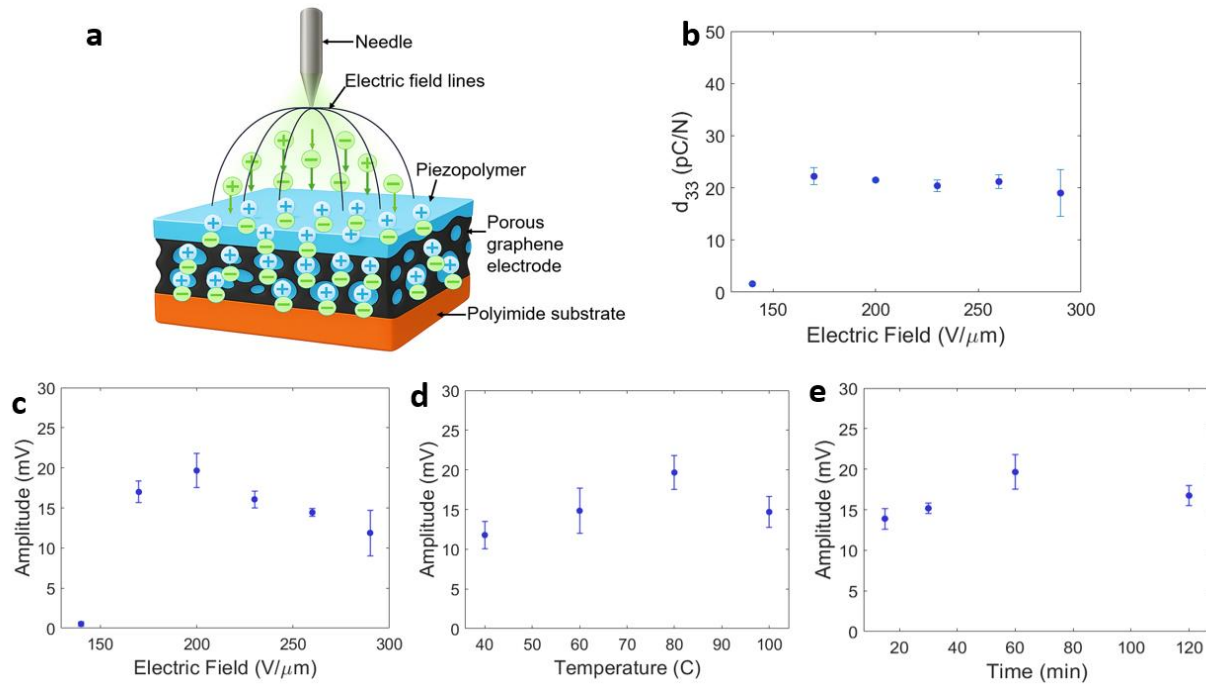 a
Needle
Electric field lines
Piezopolymer
Porous
graphene
electrode
Polyimide substrate
b
50
40
30
20
10
0
d33 (pC/N)
150 200 250 300
Electric Field (V/μm)
c
30
25
20
15
10
5
0
Amplitude (mV)
150 200 250 300
Electric Field (V/μm)
d
30
25
20
15
10
5
0
Amplitude (mV)
40 50 60 70 80 90 100
Temperature (C)
e
30
25
20
15
10
5
0
Amplitude (mV)
20 40 60 80 100 120
Time (min)